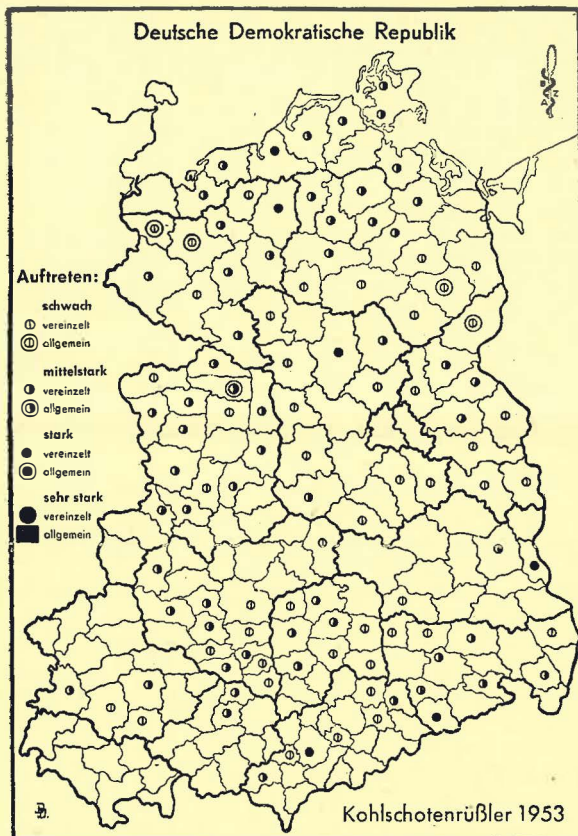 Deutsche Demokratische Republik
Auftreten:
schwach
vereinzelt
allgemein
mittelstark
vereinzelt
allgemein
stark
vereinzelt
allgemein
sehr stark
vereinzelt
allgemein
Kohlschotenrüßler 1953